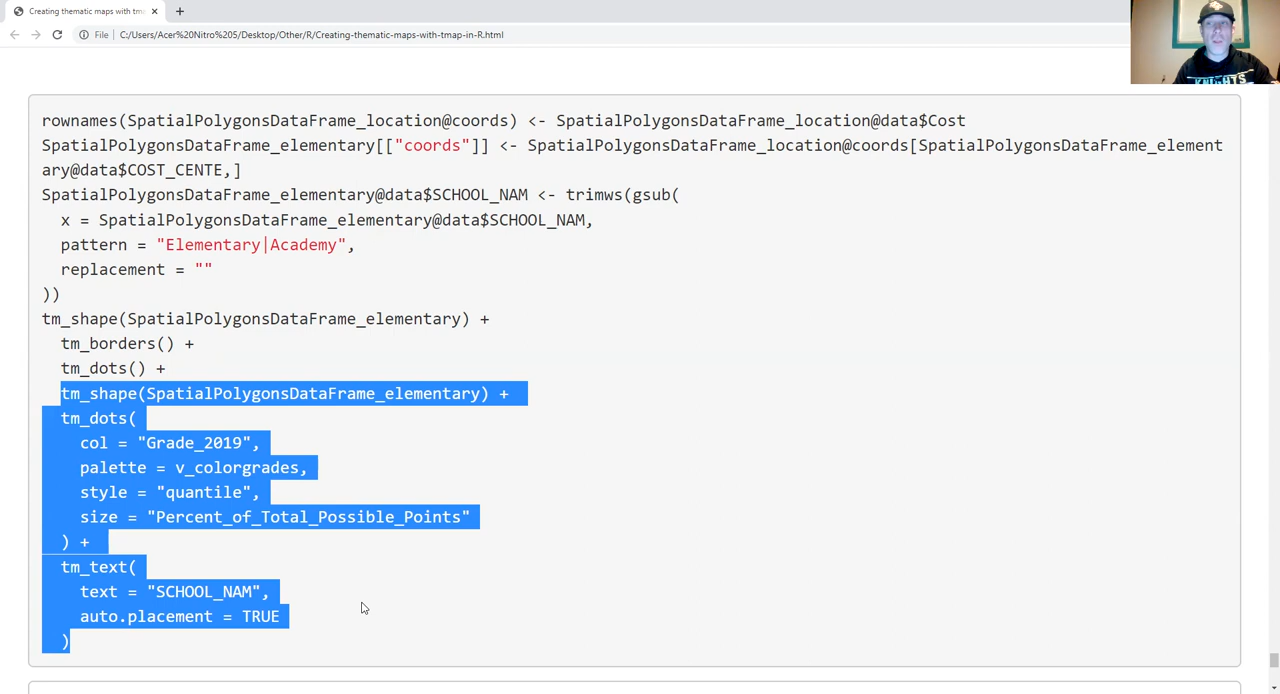 Creating thematic maps with tma
File
C:/Users/Acer%20Nitro%205/Desktop/Other/R/Creating-thematic-maps-with-tmap-in-R.html
KNIGHTS
rownames(SpatialPolygonsDataFrame_location@coords) <- SpatialPolygonsDataFrame_location@data$Cost
SpatialPolygonsDataFrame_elementary[["coords"]] <- SpatialPolygonsDataFrame_location@coords[SpatialPolygonsDataFrame_element
ary@data$COST_CENTE,]
SpatialPolygonsDataFrame_elementary@data$SCHOOL_NAM <- trimws(gsub(
  x = SpatialPolygonsDataFrame_elementary@data$SCHOOL_NAM,
  pattern = "Elementary|Academy",
  replacement = ""
))
tm_shape(SpatialPolygonsDataFrame_elementary) +
  tm_borders() +
  tm_dots() +
  tm_shape(SpatialPolygonsDataFrame_elementary) +
  tm_dots(
    col = "Grade_2019",
    palette = v_colorgrades,
    style = "quantile",
    size = "Percent_of_Total_Possible_Points"
  ) +
  tm_text(
    text = "SCHOOL_NAM",
    auto.placement = TRUE
  )